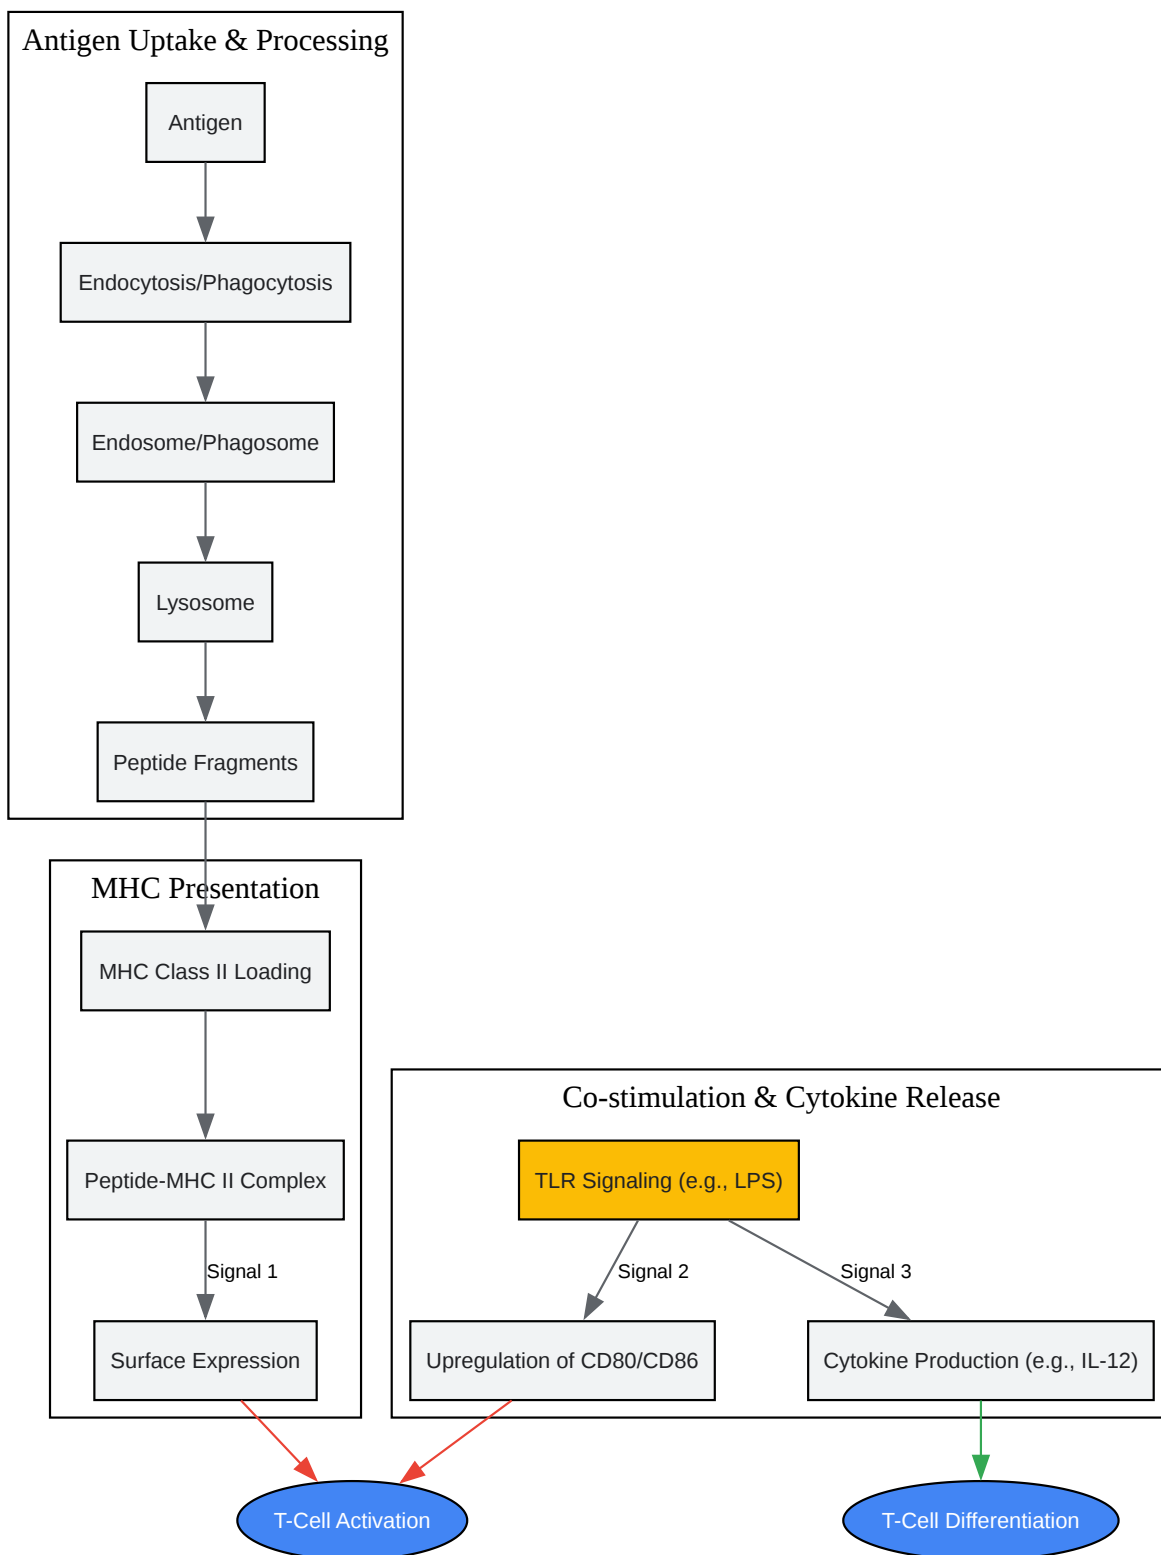 Antigen Uptake & Processing
Antigen
Endocytosis/Phagocytosis
Endosome/Phagosome
Lysosome
Peptide Fragments
MHC Presentation
MHC Class II Loading
Peptide-MHC II Complex
Signal 1
Surface Expression
Co-stimulation & Cytokine Release
TLR Signaling (e.g., LPS)
Signal 2
Signal 3
Upregulation of CD80/CD86
Cytokine Production (e.g., IL-12)
T-Cell Activation
T-Cell Differentiation